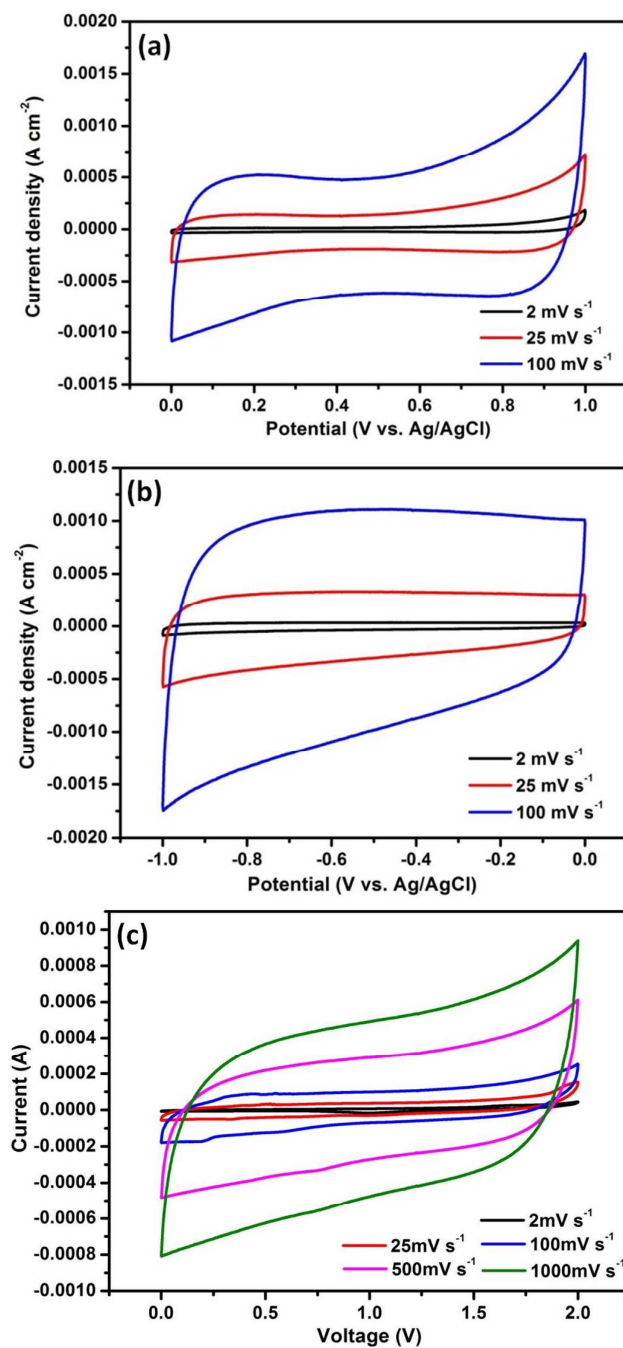 (a)
Current density (A cm⁻²)
0.0020
0.0015
0.0010
0.0005
0.0000
-0.0005
-0.0010
-0.0015
2 mV s⁻¹
25 mV s⁻¹
100 mV s⁻¹
0.0 0.2 0.4 0.6 0.8 1.0
Potential (V vs. Ag/AgCl)
(b)
Current density (A cm⁻²)
0.0015
0.0010
0.0005
0.0000
-0.0005
-0.0010
-0.0015
-0.0020
2 mV s⁻¹
25 mV s⁻¹
100 mV s⁻¹
-1.0 -0.8 -0.6 -0.4 -0.2 0.0
Potential (V vs. Ag/AgCl)
(c)
Current (A)
0.0010
0.0008
0.0006
0.0004
0.0002
0.0000
-0.0002
-0.0004
-0.0006
-0.0008
-0.0010
2mV s⁻¹
25mV s⁻¹ 100mV s⁻¹
500mV s⁻¹ 1000mV s⁻¹
0.0 0.5 1.0 1.5 2.0
Voltage (V)